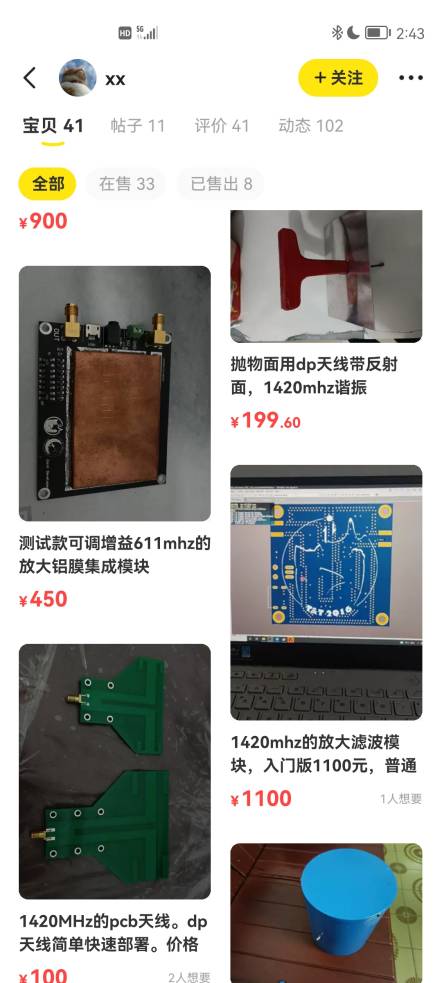 HD 5G 2:43
xx
+ 关注
宝贝 41 帖子 11 评价 41 动态 102
全部 在售 33 已售出 8
¥900
OUT
测试款可调增益611mhz的
放大铝膜集成模块
¥450
1420MHz的pcb天线。dp
天线简单快速部署。价格
¥100 2人想要
抛物面用dp天线带反射
面，1420mhz谐振
¥199.60
TAT 2016
1420mhz的放大滤波模
块，入门版1100元，普通
¥1100 1人想要